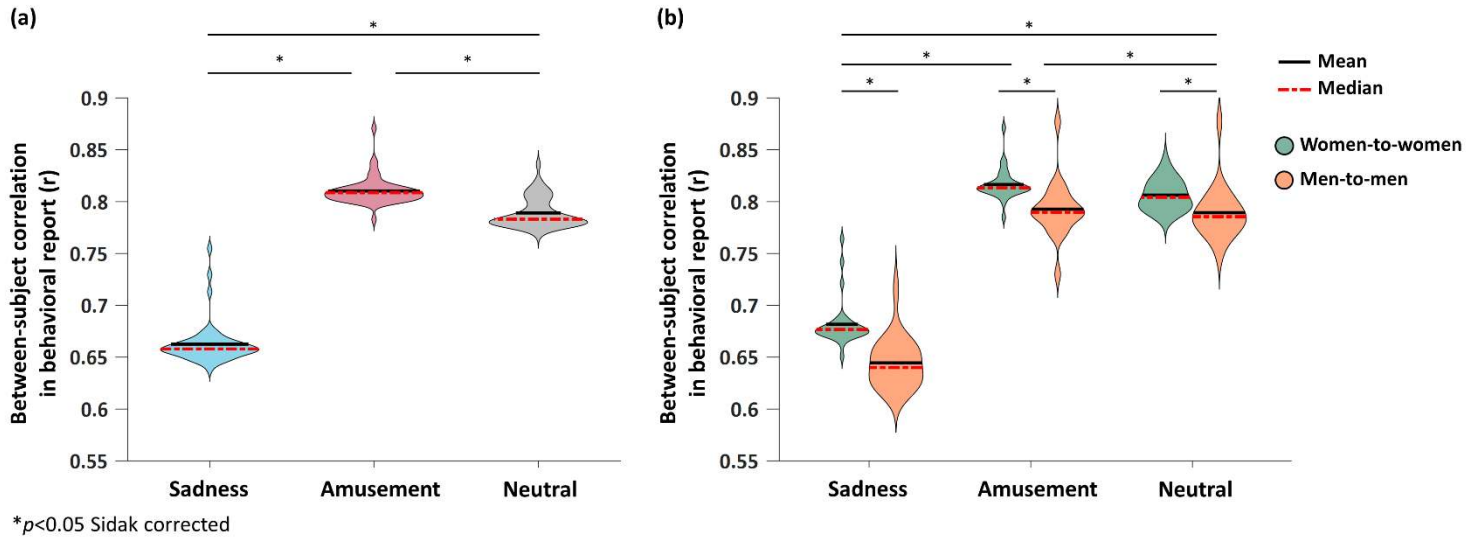 (a)
*
*
*
0.9
0.85
0.8
0.75
0.7
0.65
0.6
0.55
Between-subject correlation
in behavioral report (r)
Sadness
Amusement
Neutral
*p<0.05 Sidak corrected
(b)
*
*
*
*
*
*
0.9
0.85
0.8
0.75
0.7
0.65
0.6
0.55
Between-subject correlation
in behavioral report (r)
Sadness
Amusement
Neutral
Mean
Median
Women-to-women
Men-to-men